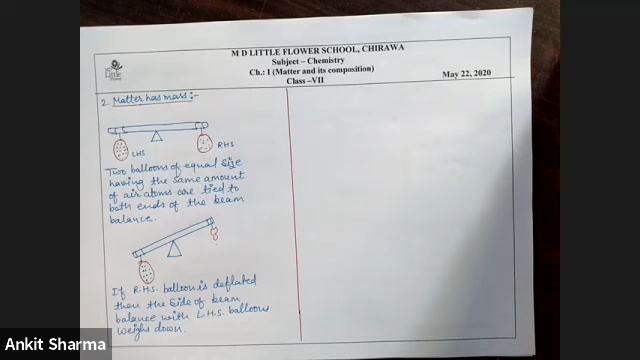 M D LITTLE FLOWER SCHOOL, CHIRAWA
Subject – Chemistry
Ch.: I (Matter and its composition)
Class –VII
May 22, 2020
Little
2. Matter has mass :-
LHS
RHS
Two balloons of equal size
having the same amount
of air atoms are tied to
both ends of the beam
balance.
If R.H.S. balloon is deflated
then the side of beam
balance with L.H.S. balloon
weighs down.
Ankit Sharma